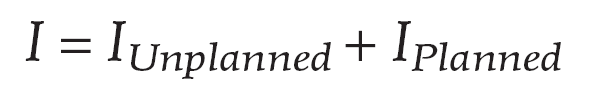 I = I_{Unplanned} + I_{Planned}